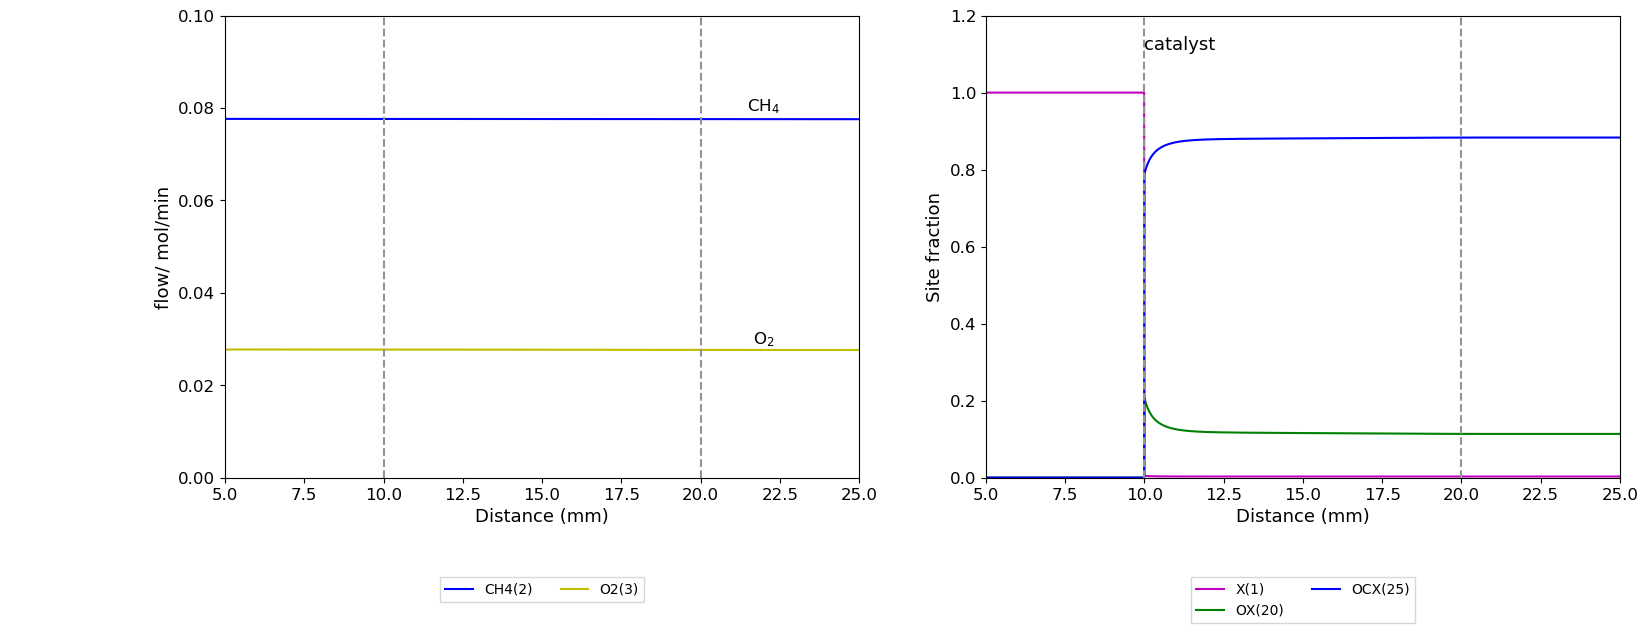 0.10
0.08
0.06
0.04
0.02
0.00
flow/ mol/min
CH4
O2
5.0 7.5 10.0 12.5 15.0 17.5 20.0 22.5 25.0
Distance (mm)
CH4(2) O2(3)
1.2
1.0
0.8
0.6
0.4
0.2
0.0
Site fraction
catalyst
5.0 7.5 10.0 12.5 15.0 17.5 20.0 22.5 25.0
Distance (mm)
X(1) OCX(25)
OX(20)